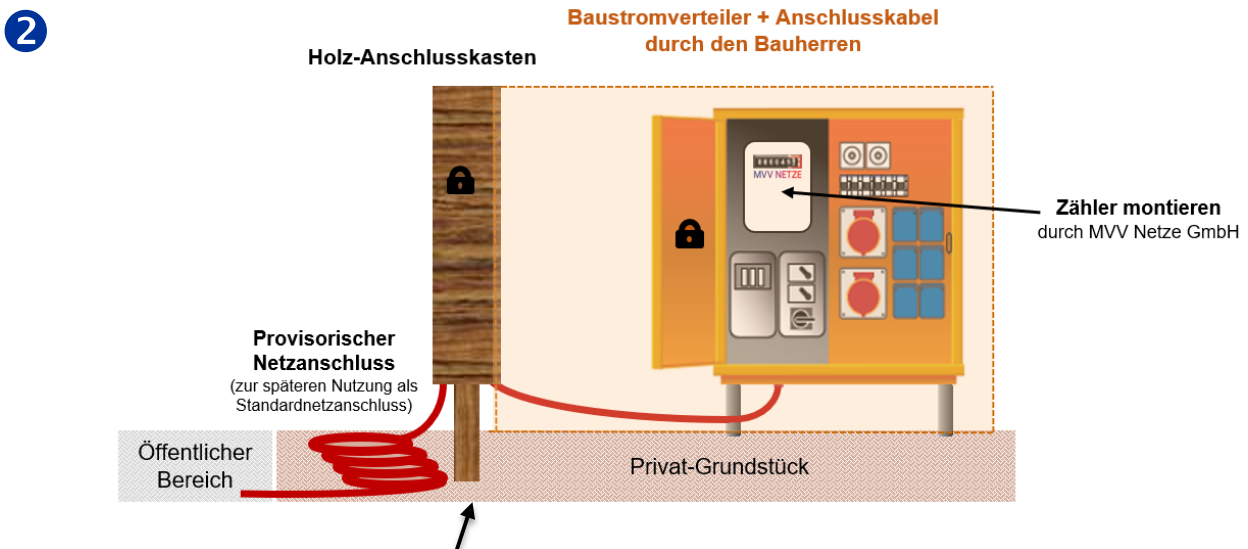 2
Baustromverteiler + Anschlusskabel
durch den Bauherren
Holz-Anschlusskasten
MVV NETZE
Zähler montieren
durch MVV Netze GmbH
Provisorischer
Netzanschluss
(zur späteren Nutzung als
Standardnetzanschluss)
Öffentlicher
Bereich
Privat-Grundstück